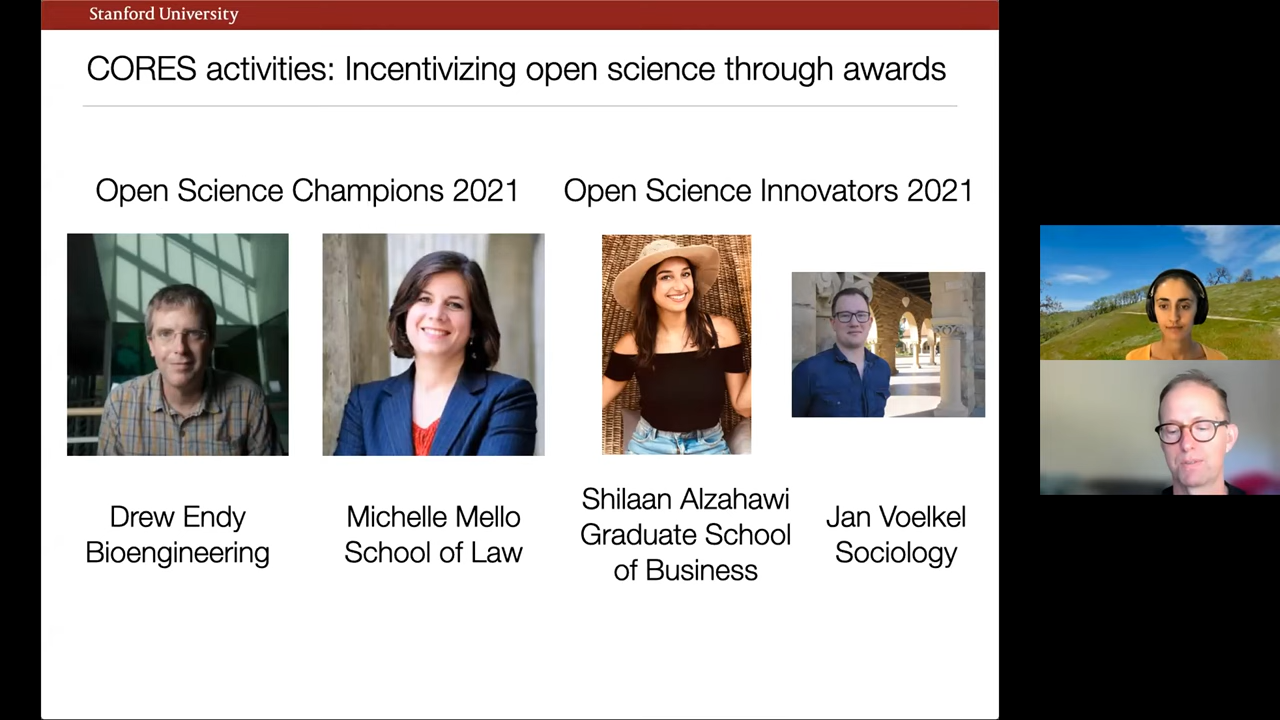 Stanford University
CORES activities: Incentivizing open science through awards
Open Science Champions 2021
Open Science Innovators 2021
Drew Endy
Bioengineering
Michelle Mello
School of Law
Shilaan Alzahawi
Graduate School
of Business
Jan Voelkel
Sociology